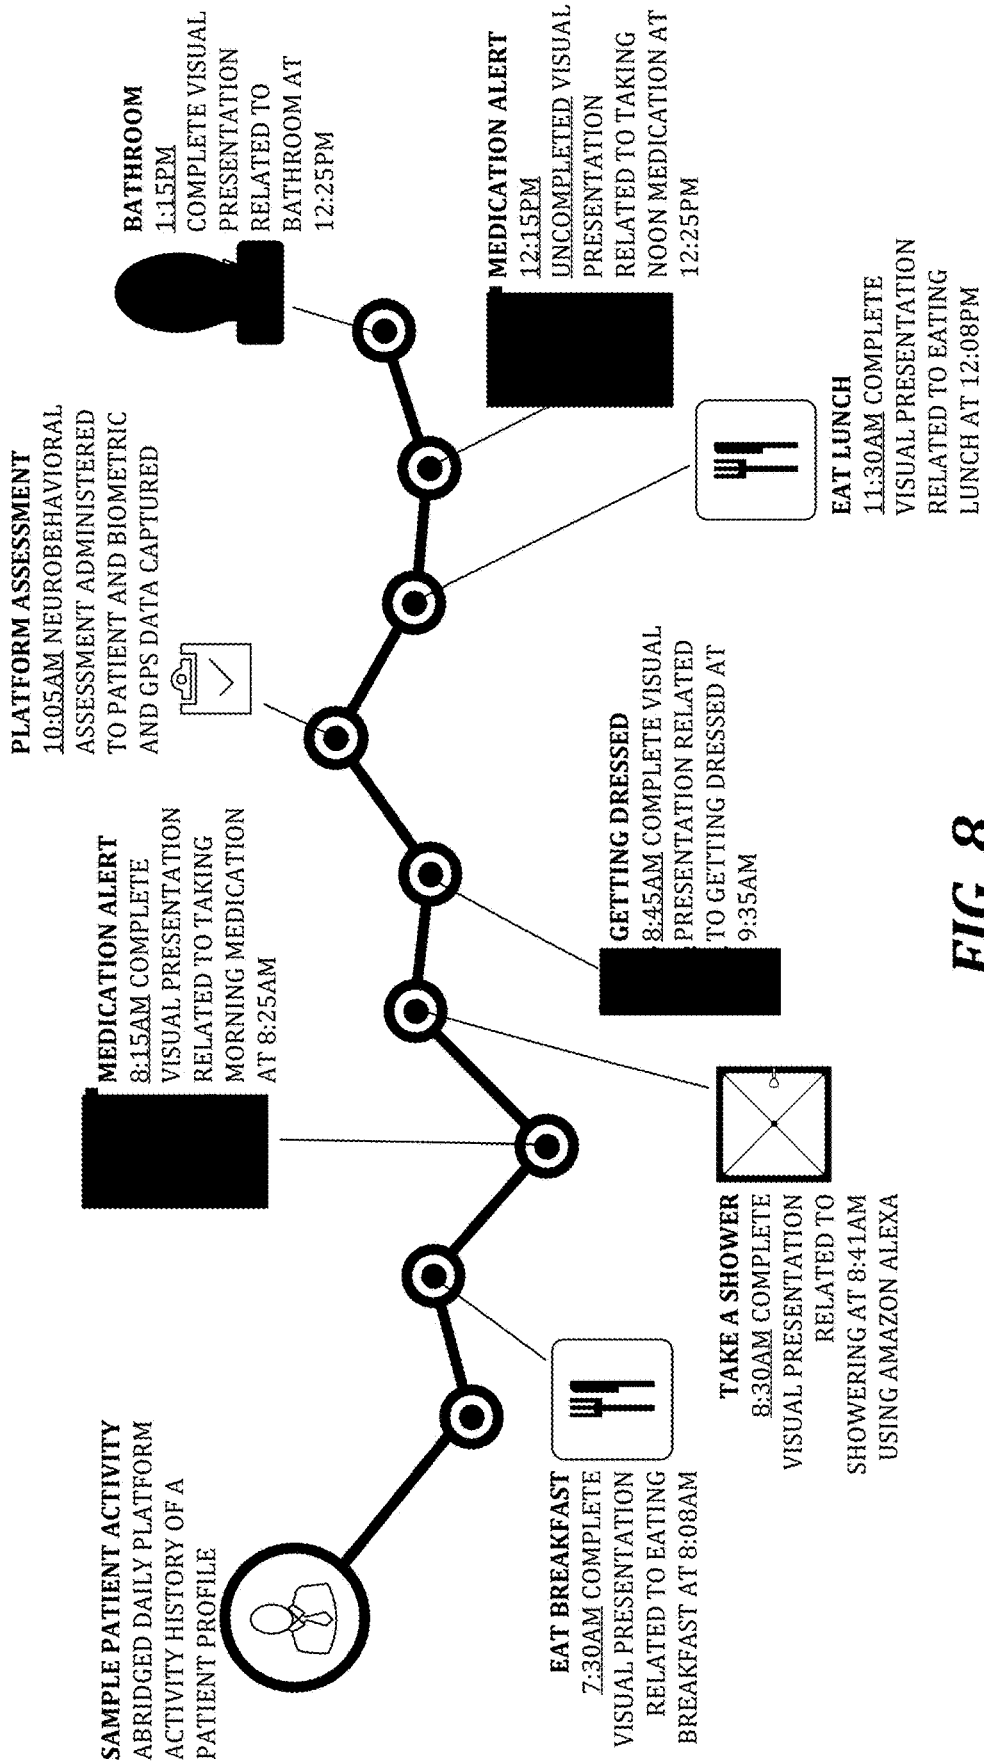 SAMPLE PATIENT ACTIVITY
ABRIDGED DAILY PLATFORM
ACTIVITY HISTORY OF A
PATIENT PROFILE
EAT BREAKFAST
7:30AM COMPLETE
VISUAL PRESENTATION
RELATED TO EATING
BREAKFAST AT 8:08AM
MEDICATION ALERT
8:15AM COMPLETE
VISUAL PRESENTATION
RELATED TO TAKING
MORNING MEDICATION
AT 8:25AM
TAKE A SHOWER
8:30AM COMPLETE
VISUAL PRESENTATION
RELATED TO
SHOWERING AT 8:41AM
USING AMAZON ALEXA
GETTING DRESSED
8:45AM COMPLETE VISUAL
PRESENTATION RELATED
TO GETTING DRESSED AT
9:35AM
PLATFORM ASSESSMENT
10:05AM NEUROBEHAVIORAL
ASSESSMENT ADMINISTERED
TO PATIENT AND BIOMETRIC
AND GPS DATA CAPTURED
EAT LUNCH
11:30AM COMPLETE
VISUAL PRESENTATION
RELATED TO EATING
LUNCH AT 12:08PM
MEDICATION ALERT
12:15PM
UNCOMPLETED VISUAL
PRESENTATION
RELATED TO TAKING
NOON MEDICATION AT
12:25PM
BATHROOM
1:15PM
COMPLETE VISUAL
PRESENTATION
RELATED TO
BATHROOM AT
12:25PM
FIG. 8